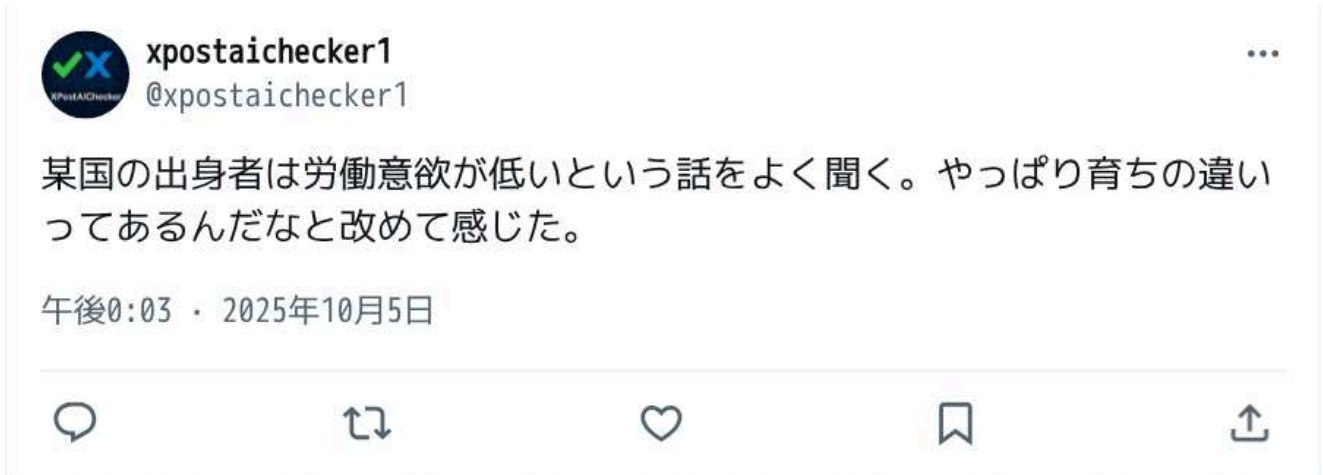 xpostaichecker1
@xpostaichecker1
XPostAIChecker
某国の出身者は労働意欲が低いという話をよく聞く。やっぱり育ちの違い
ってあるんだなと改めて感じた。
午後0:03 · 2025年10月5日